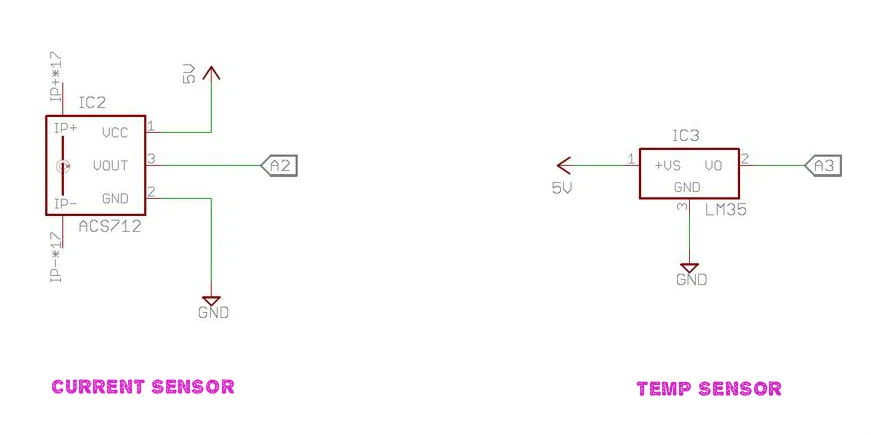 IP+*17
5V
IC2
IP+
VCC
1
VOUT
3
A2
GND
2
IP-
ACS712
IP-*17
GND
CURRENT SENSOR
IC3
1
+VS
VO
2
A3
5V
GND
3
LM35
GND
TEMP SENSOR